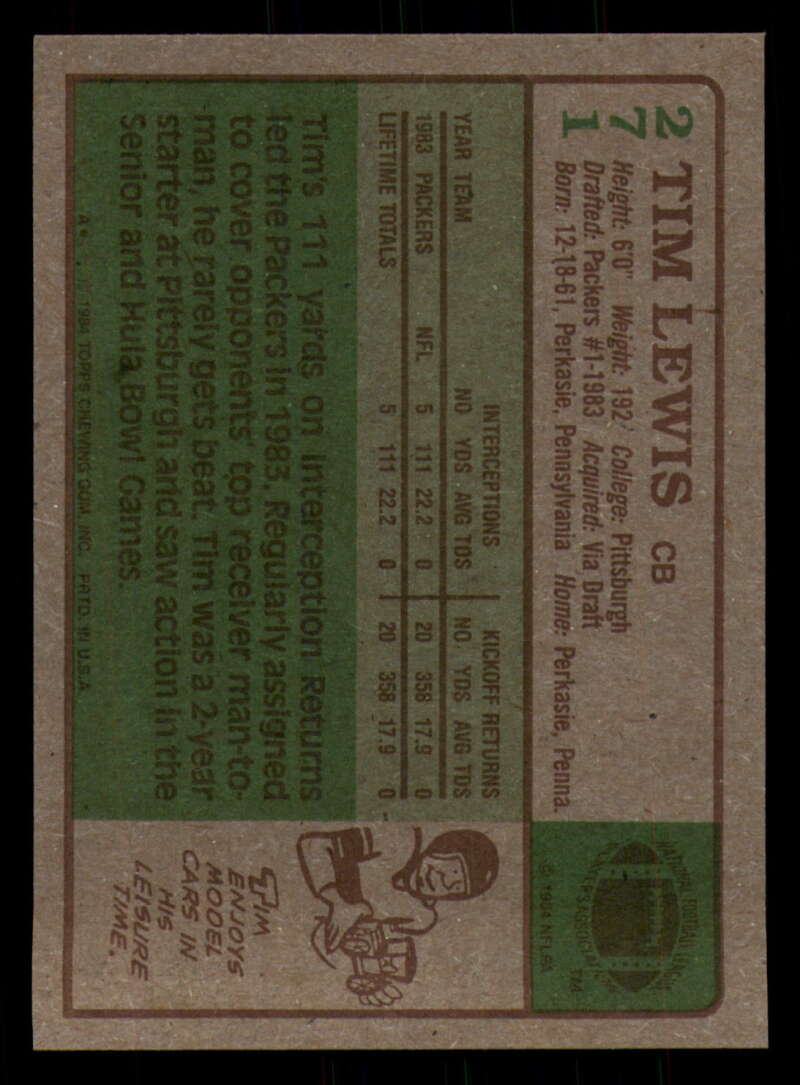 271
TIM LEWIS CB
Height: 6'0" Weight: 192 College: Pittsburgh
Drafted: Packers #1-1983 Acquired: Via Draft
Born: 12-18-61, Perkasie, Pennsylvania Home: Perkasie, Penna.
NATIONAL FOOTBALL LEAGUE
© 1984 NFLPA
TM
INTERCEPTIONS KICKOFF RETURNS
YEAR TEAM NO YDS AVG TDS NO. YDS AVG TDS
1983 PACKERS NFL 5 111 22.2 0 20 358 17.9 0
LIFETIME TOTALS 5 111 22.2 0 20 358 17.9 0
Tim's 111 yards on Interception Returns
led the Packers in 1983. Regularly assigned
to cover opponents' top receiver man-to-
man, he rarely gets beat. Tim was a 2-year
starter at Pittsburgh and saw action in the
Senior and Hula Bowl Games.
A* © 1984 TOPPS CHEWING GUM, INC. PRTD. IN U.S.A.
TIM
ENJOYS
MODEL
CARS IN
HIS
LEISURE
TIME.